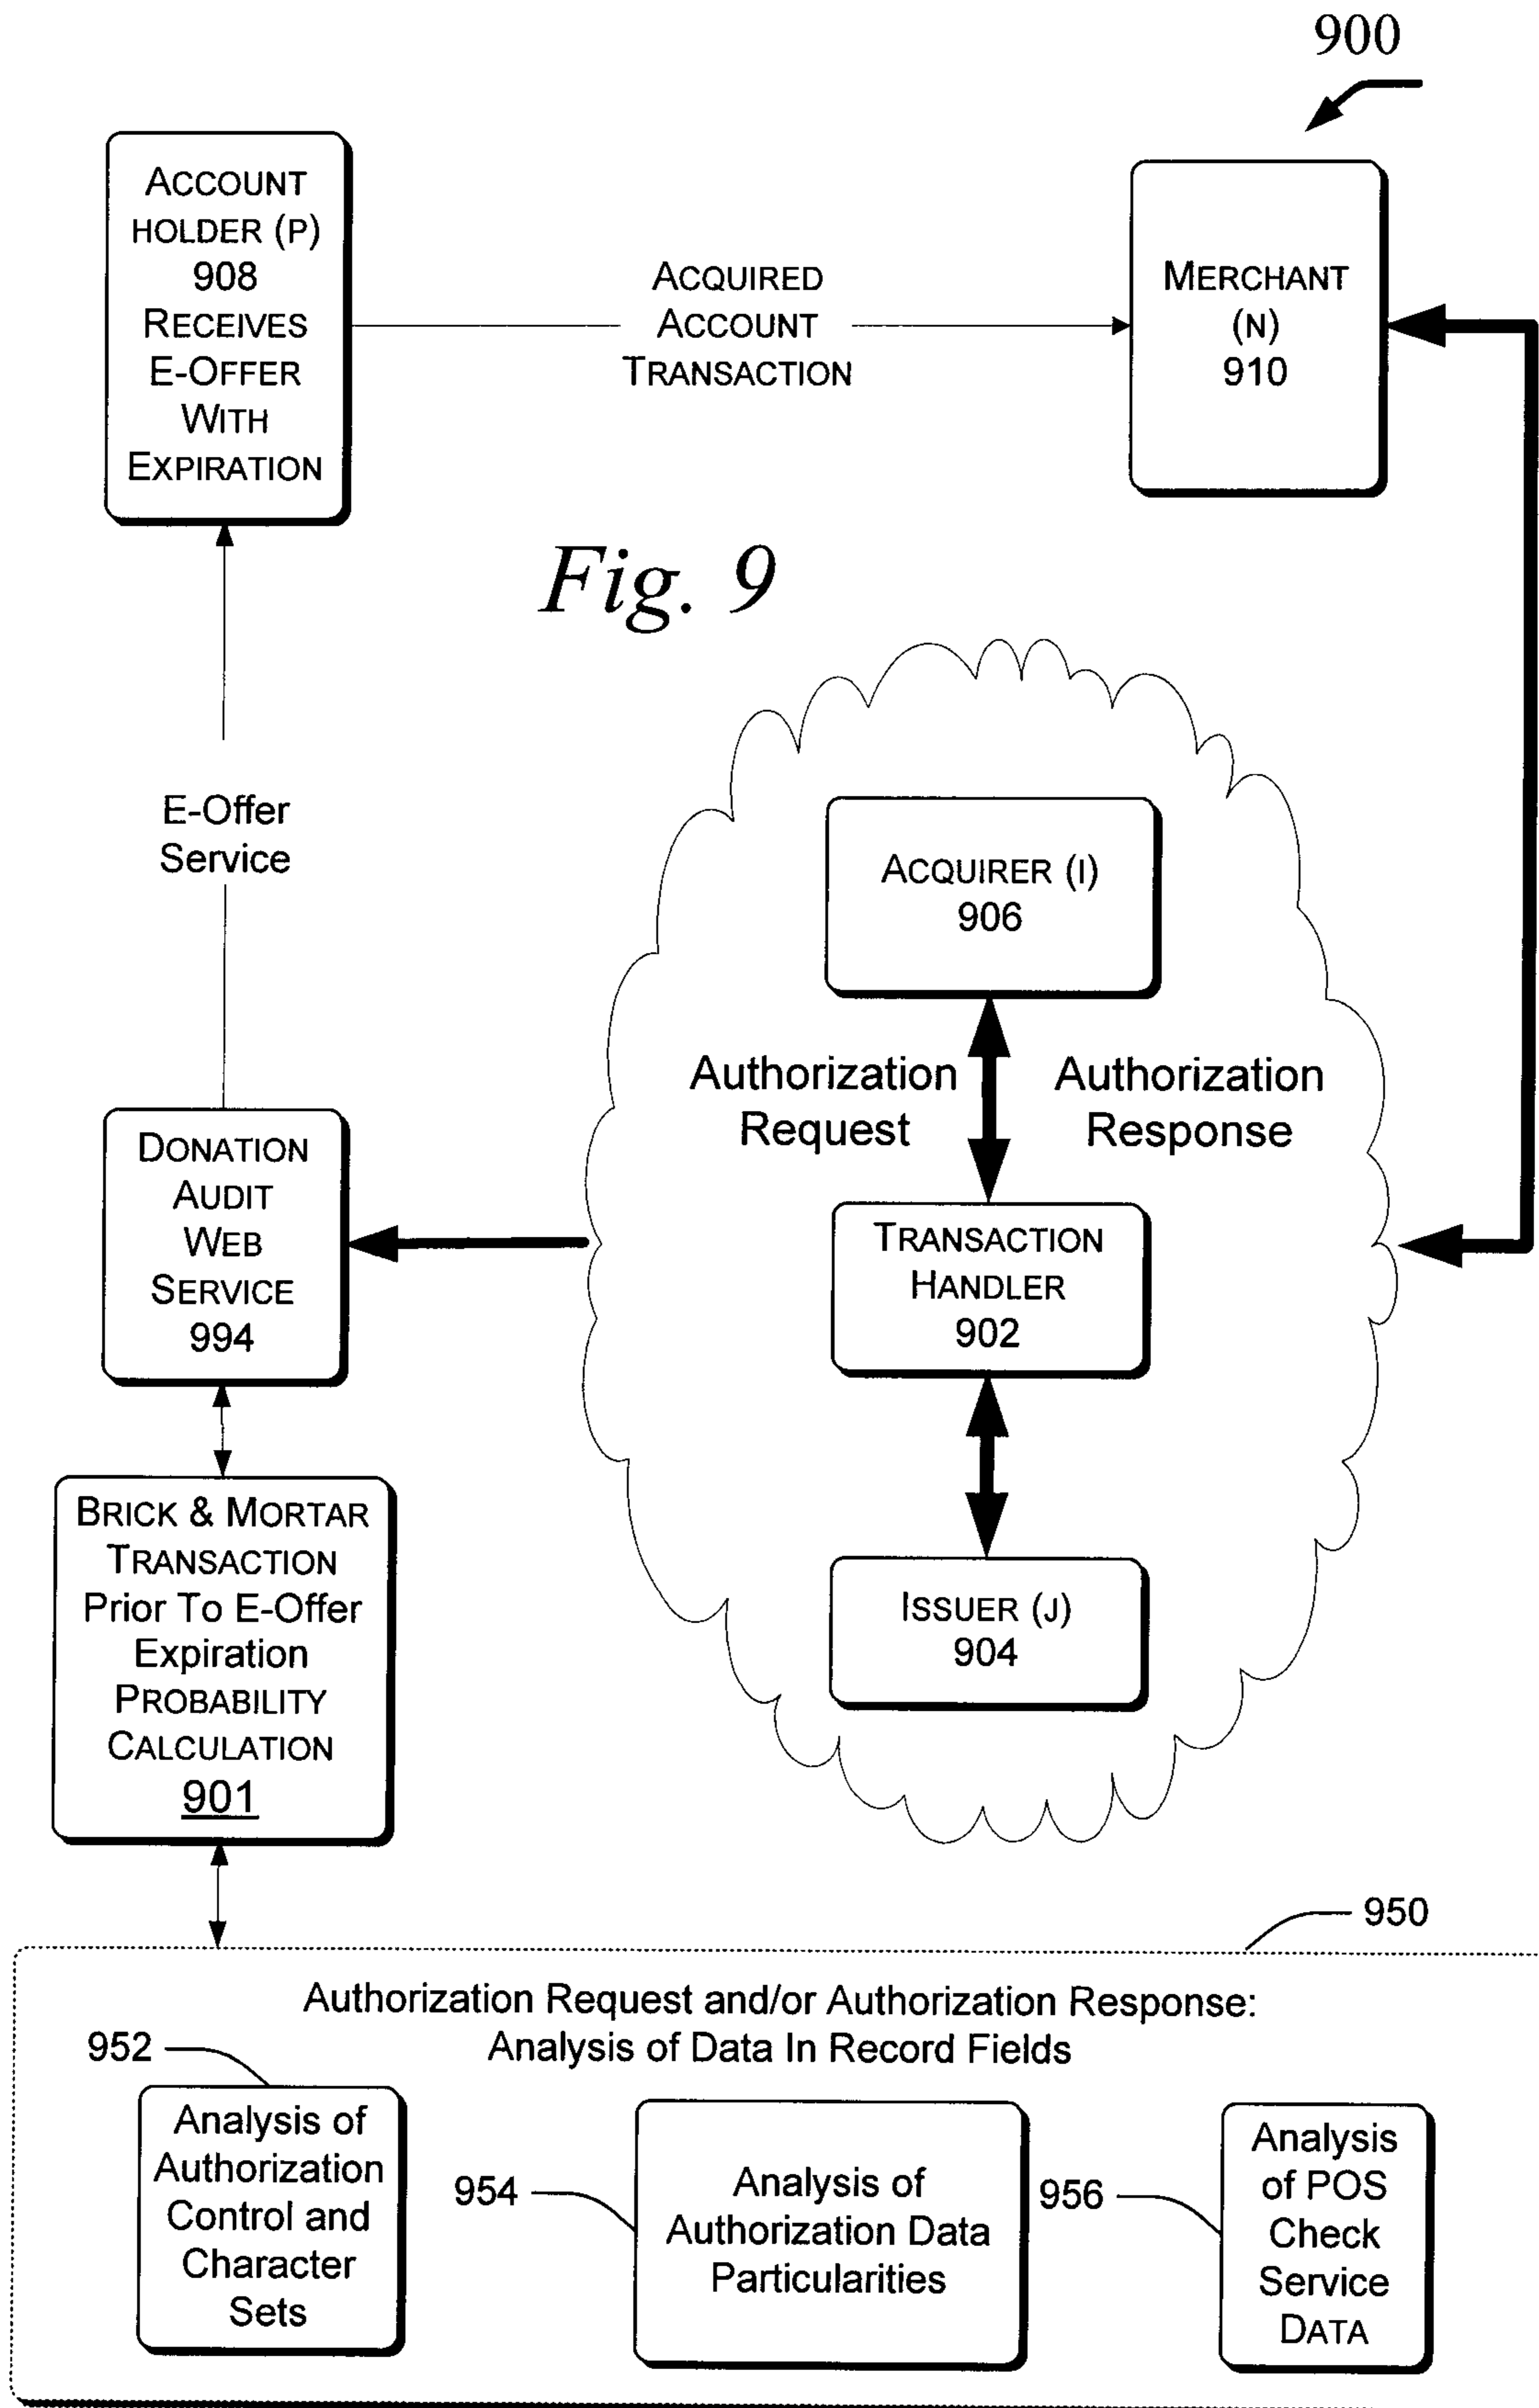 900
ACCOUNT
HOLDER (P)
908
RECEIVES
E-OFFER
WITH
EXPIRATION
ACQUIRED
ACCOUNT
TRANSACTION
MERCHANT
(N)
910
Fig. 9
E-Offer
Service
ACQUIRER (I)
906
Authorization
Request
Authorization
Response
DONATION
AUDIT
WEB
SERVICE
994
TRANSACTION
HANDLER
902
BRICK & MORTAR
TRANSACTION
Prior To E-Offer
Expiration
PROBABILITY
CALCULATION
901
ISSUER (J)
904
950
Authorization Request and/or Authorization Response:
Analysis of Data In Record Fields
952
Analysis of
Authorization
Control and
Character
Sets
954
Analysis of
Authorization Data
Particularities
956
Analysis
of POS
Check
Service
DATA